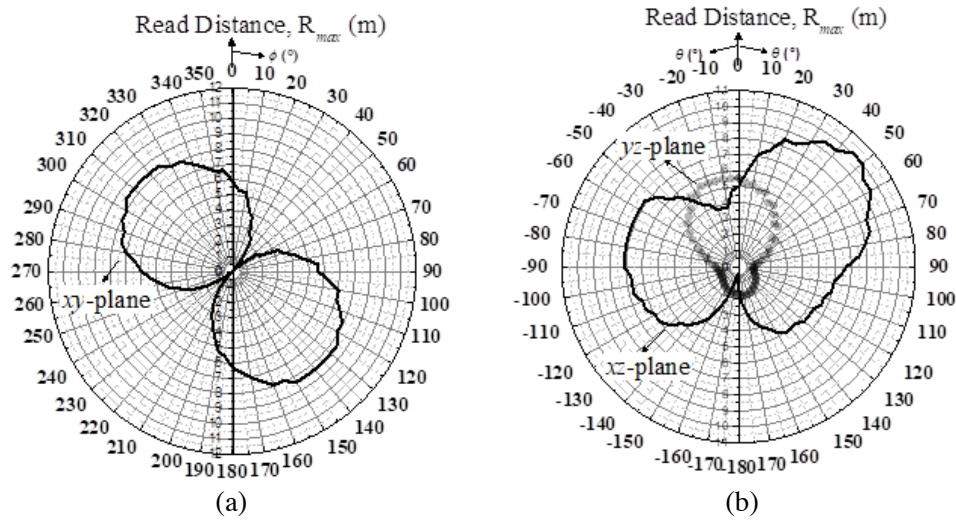 Read Distance, R_max (m)
ϕ (°)
0 10 20 30 40 50 60 70 80 90 100 110 120 130 140 150 160 170 180 190 200 210 220 230 240 250 260 270 280 290 300 310 320 330 340 350
12
xy-plane
(a)
Read Distance, R_max (m)
θ (°) θ (°)
0 10 20 30 40 50 60 70 80 90 100 110 120 130 140 150 160 170 -180 -170 -160 -150 -140 -130 -120 -110 -100 -90 -80 -70 -60 -50 -40 -30 -20 -10
11
yz-plane
xz-plane
(b)